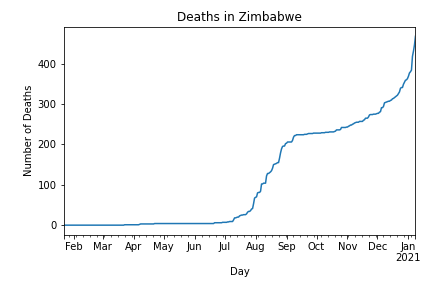 Deaths in Zimbabwe
Number of Deaths
400
300
200
100
0
Feb Mar Apr May Jun Jul Aug Sep Oct Nov Dec Jan
2021
Day